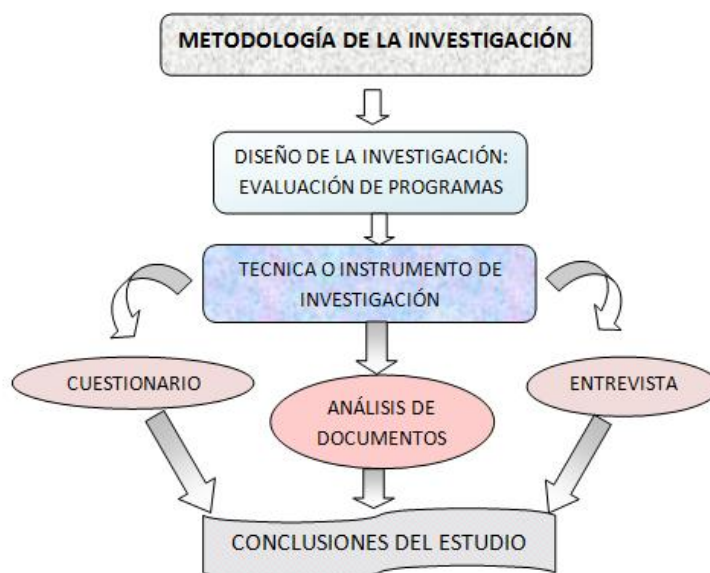 METODOLOGÍA DE LA INVESTIGACIÓN
DISEÑO DE LA INVESTIGACIÓN:
EVALUACIÓN DE PROGRAMAS
TECNICA O INSTRUMENTO DE
INVESTIGACIÓN
CUESTIONARIO
ANÁLISIS DE
DOCUMENTOS
ENTREVISTA
CONCLUSIONES DEL ESTUDIO